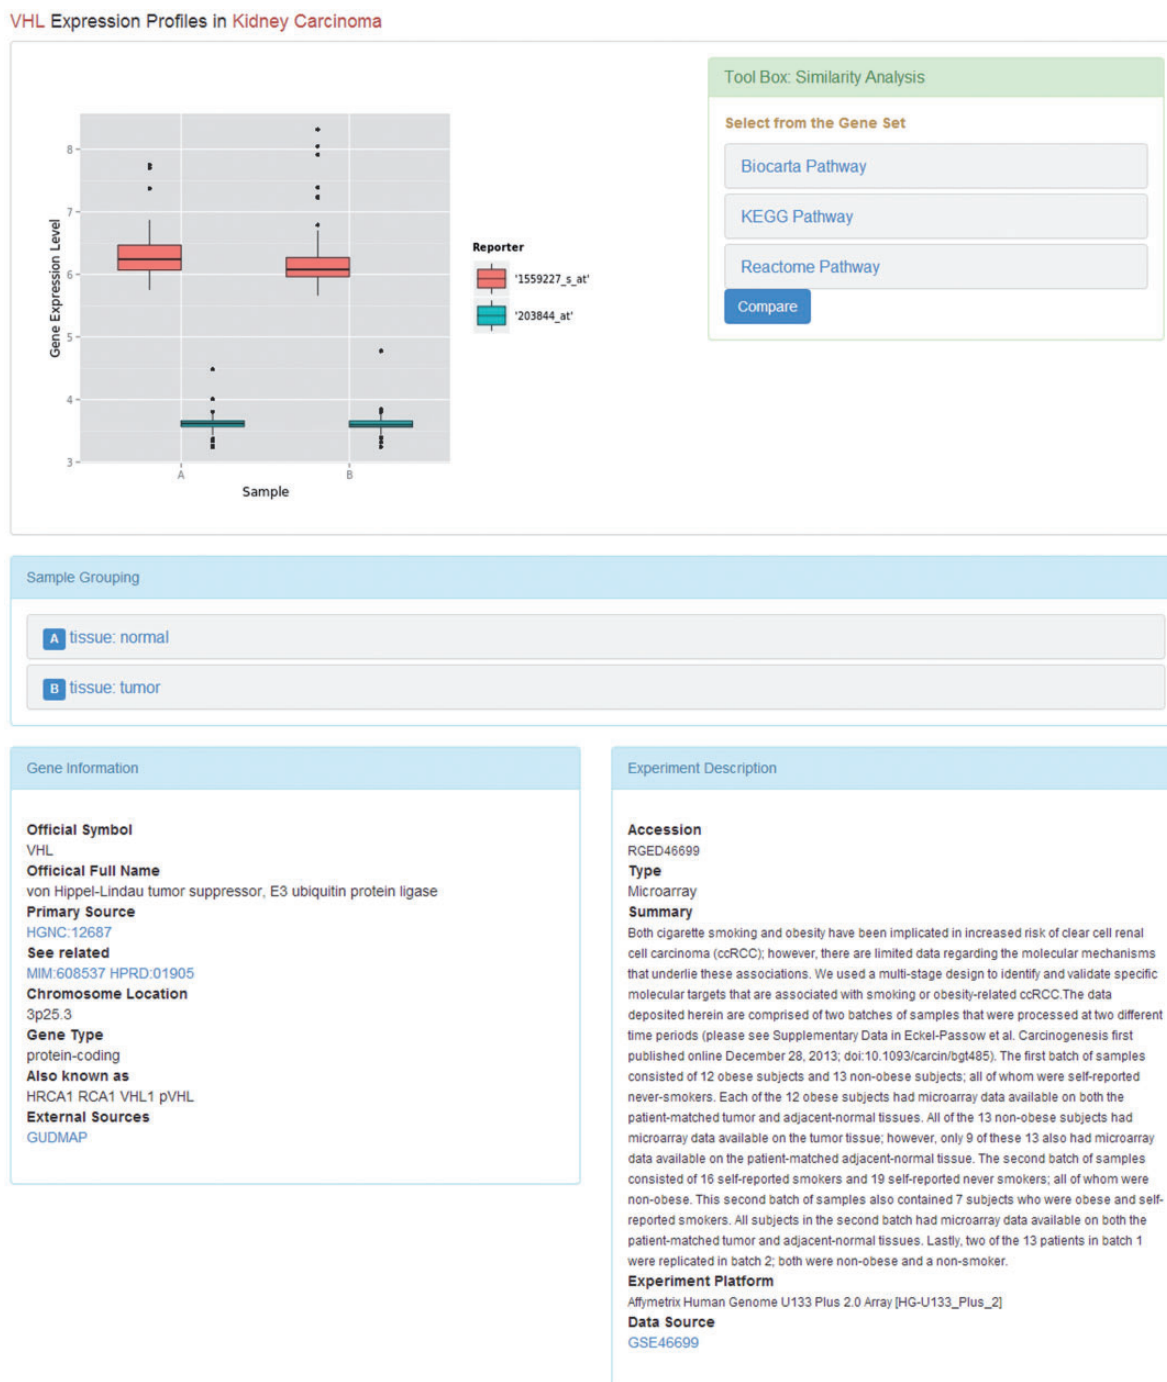 VHL Expression Profiles in Kidney Carcinoma
8
7
6
5
4
3
Gene Expression Level
A
B
Sample
Reporter
'1559227_s_at'
'203844_at'
Tool Box: Similarity Analysis
Select from the Gene Set
Biocarta Pathway
KEGG Pathway
Reactome Pathway
Compare
Sample Grouping
A tissue: normal
B tissue: tumor
Gene Information
Official Symbol
VHL
Officical Full Name
von Hippel-Lindau tumor suppressor, E3 ubiquitin protein ligase
Primary Source
HGNC:12687
See related
MIM:608537 HPRD:01905
Chromosome Location
3p25.3
Gene Type
protein-coding
Also known as
HRCA1 RCA1 VHL1 pVHL
External Sources
GUDMAP
Experiment Description
Accession
RGED46699
Type
Microarray
Summary
Both cigarette smoking and obesity have been implicated in increased risk of clear cell renal
cell carcinoma (ccRCC); however, there are limited data regarding the molecular mechanisms
that underlie these associations. We used a multi-stage design to identify and validate specific
molecular targets that are associated with smoking or obesity-related ccRCC.The data
deposited herein are comprised of two batches of samples that were processed at two different
time periods (please see Supplementary Data in Eckel-Passow et al. Carcinogenesis first
published online December 28, 2013; doi:10.1093/carcin/bgt485). The first batch of samples
consisted of 12 obese subjects and 13 non-obese subjects; all of whom were self-reported
never-smokers. Each of the 12 obese subjects had microarray data available on both the
patient-matched tumor and adjacent-normal tissues. All of the 13 non-obese subjects had
microarray data available on the tumor tissue; however, only 9 of these 13 also had microarray
data available on the patient-matched adjacent-normal tissue. The second batch of samples
consisted of 16 self-reported smokers and 19 self-reported never smokers; all of whom were
non-obese. This second batch of samples also contained 7 subjects who were obese and self-
reported smokers. All subjects in the second batch had microarray data available on both the
patient-matched tumor and adjacent-normal tissues. Lastly, two of the 13 patients in batch 1
were replicated in batch 2; both were non-obese and a non-smoker.
Experiment Platform
Affymetrix Human Genome U133 Plus 2.0 Array [HG-U133_Plus_2]
Data Source
GSE46699